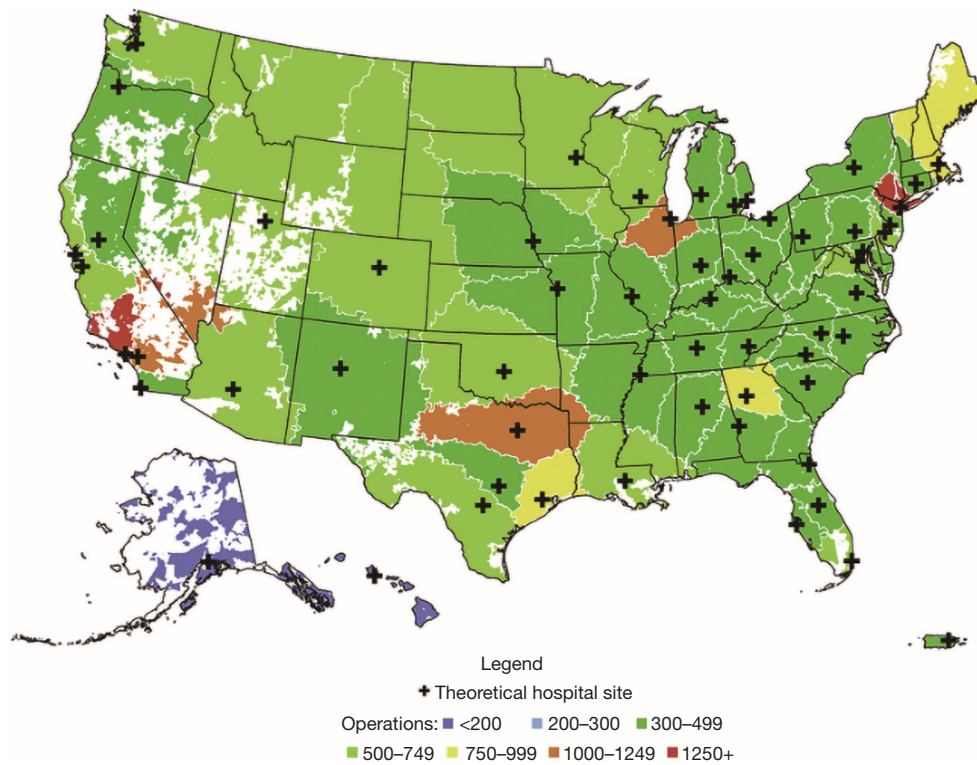 Legend
+ Theoretical hospital site
Operations: <200 200–300 300–499
500–749 750–999 1000–1249 1250+